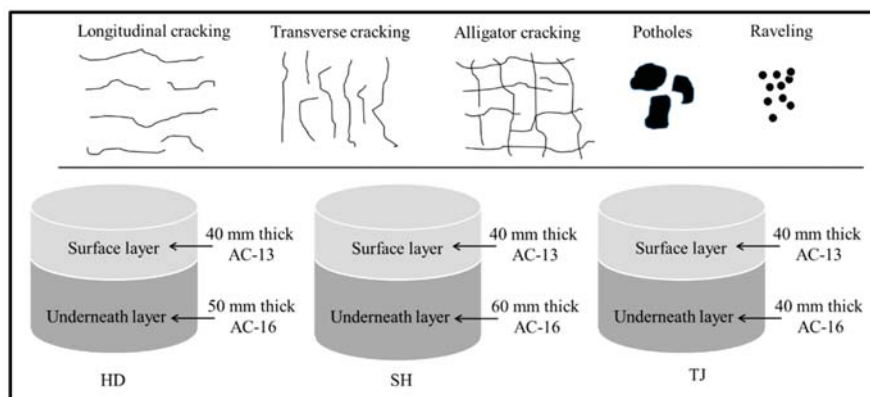 Longitudinal cracking
Transverse cracking
Alligator cracking
Potholes
Raveling
Surface layer
40 mm thick
AC-13
Underneath layer
50 mm thick
AC-16
HD
Surface layer
40 mm thick
AC-13
Underneath layer
60 mm thick
AC-16
SH
Surface layer
40 mm thick
AC-13
Underneath layer
40 mm thick
AC-16
TJ